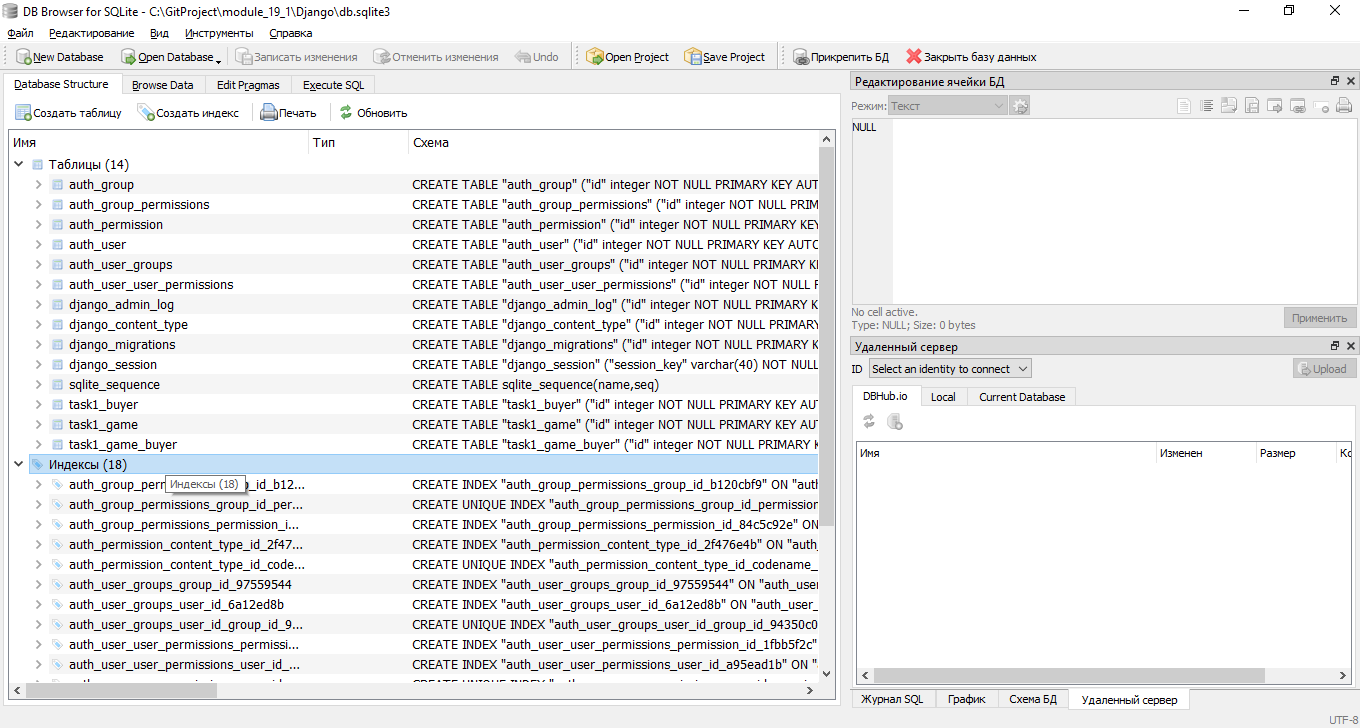 DB Browser for SQLite - C:\GitProject\module_19_1\Django\db.sqlite3
Файл Редактирование Вид Инструменты Справка
New Database Open Database Записать изменения Отменить изменения Undo Open Project Save Project Прикрепить БД Закрыть базу данных
Database Structure Browse Data Edit Pragmas Execute SQL
Создать таблицу Создать индекс Печать Обновить
Имя Тип Схема
Таблицы (14)
auth_group CREATE TABLE "auth_group" ("id" integer NOT NULL PRIMARY KEY AUT
auth_group_permissions CREATE TABLE "auth_group_permissions" ("id" integer NOT NULL PRIM
auth_permission CREATE TABLE "auth_permission" ("id" integer NOT NULL PRIMARY KEY
auth_user CREATE TABLE "auth_user" ("id" integer NOT NULL PRIMARY KEY AUTO
auth_user_groups CREATE TABLE "auth_user_groups" ("id" integer NOT NULL PRIMARY KE
auth_user_user_permissions CREATE TABLE "auth_user_user_permissions" ("id" integer NOT NULL P
django_admin_log CREATE TABLE "django_admin_log" ("id" integer NOT NULL PRIMARY K
django_content_type CREATE TABLE "django_content_type" ("id" integer NOT NULL PRIMARY
django_migrations CREATE TABLE "django_migrations" ("id" integer NOT NULL PRIMARY K
django_session CREATE TABLE "django_session" ("session_key" varchar(40) NOT NULL
sqlite_sequence CREATE TABLE sqlite_sequence(name,seq)
task1_buyer CREATE TABLE "task1_buyer" ("id" integer NOT NULL PRIMARY KEY AUT
task1_game CREATE TABLE "task1_game" ("id" integer NOT NULL PRIMARY KEY AUT
task1_game_buyer CREATE TABLE "task1_game_buyer" ("id" integer NOT NULL PRIMARY K
Индексы (18)
auth_group_perm _id_b12... CREATE INDEX "auth_group_permissions_group_id_b120cbf9" ON "auth
Индексы (18)
auth_group_permissions_group_id_per... CREATE UNIQUE INDEX "auth_group_permissions_group_id_permission
auth_group_permissions_permission_i... CREATE INDEX "auth_group_permissions_permission_id_84c5c92e" ON
auth_permission_content_type_id_2f47... CREATE INDEX "auth_permission_content_type_id_2f476e4b" ON "auth_
auth_permission_content_type_id_code... CREATE UNIQUE INDEX "auth_permission_content_type_id_codename_
auth_user_groups_group_id_97559544 CREATE INDEX "auth_user_groups_group_id_97559544" ON "auth_user
auth_user_groups_user_id_6a12ed8b CREATE INDEX "auth_user_groups_user_id_6a12ed8b" ON "auth_user_
auth_user_groups_user_id_group_id_9... CREATE UNIQUE INDEX "auth_user_groups_user_id_group_id_94350c0
auth_user_user_permissions_permissi... CREATE INDEX "auth_user_user_permissions_permission_id_1fbb5f2c"
auth_user_user_permissions_user_id_... CREATE INDEX "auth_user_user_permissions_user_id_a95ead1b" ON "
Редактирование ячейки БД
Режим: Текст
NULL
No cell active.
Type: NULL; Size: 0 bytes
Применить
Удаленный сервер
ID Select an identity to connect Upload
DBHub.io Local Current Database
Имя Изменен Размер Ко
Журнал SQL График Схема БД Удаленный сервер
UTF-8